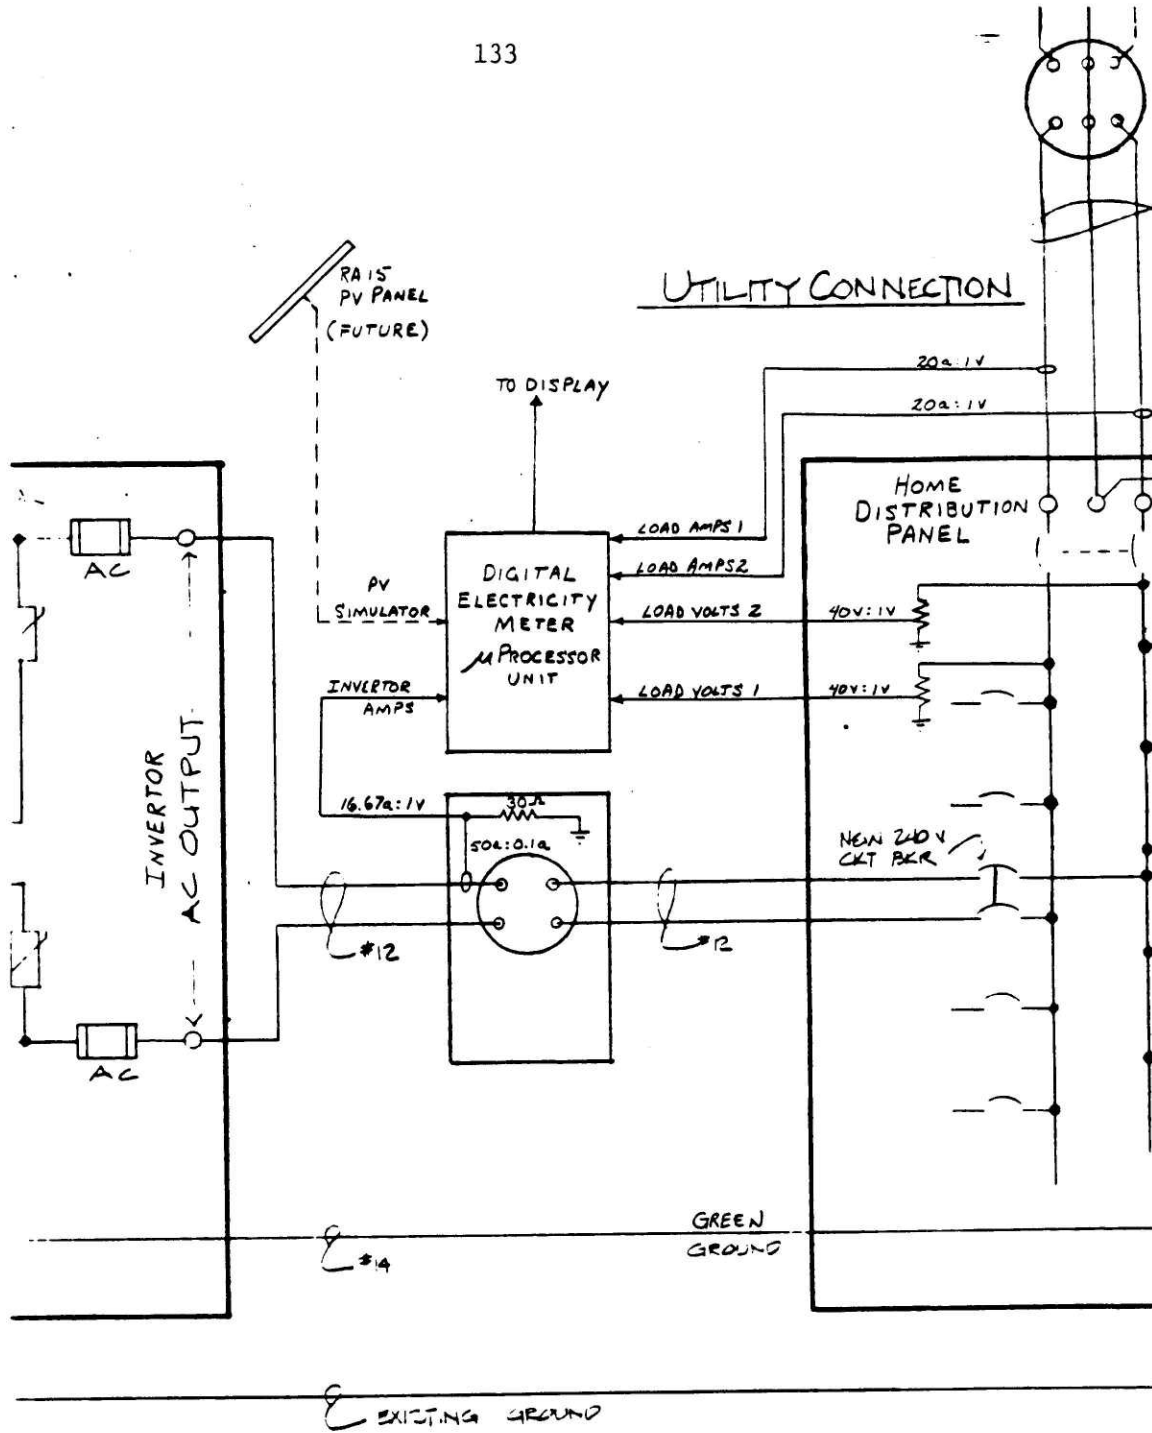 133
RA 15
PV PANEL
(FUTURE)
UTILITY CONNECTION
20a:1v
TO DISPLAY
20a:1v
HOME
DISTRIBUTION
PANEL
AC
LOAD AMPS 1
LOAD AMPS 2
PV
SIMULATOR
DIGITAL
ELECTRICITY
METER
μPROCESSOR
UNIT
LOAD VOLTS 2
40v:1v
INVERTOR
AMPS
LOAD VOLTS 1
40v:1v
INVERTOR
AC OUTPUT
16.67a:1v
30Ω
50a:0.1a
NEW 240 V
CKT BKR
#12
#12
AC
GREEN
GROUND
#14
EXISTING GROUND